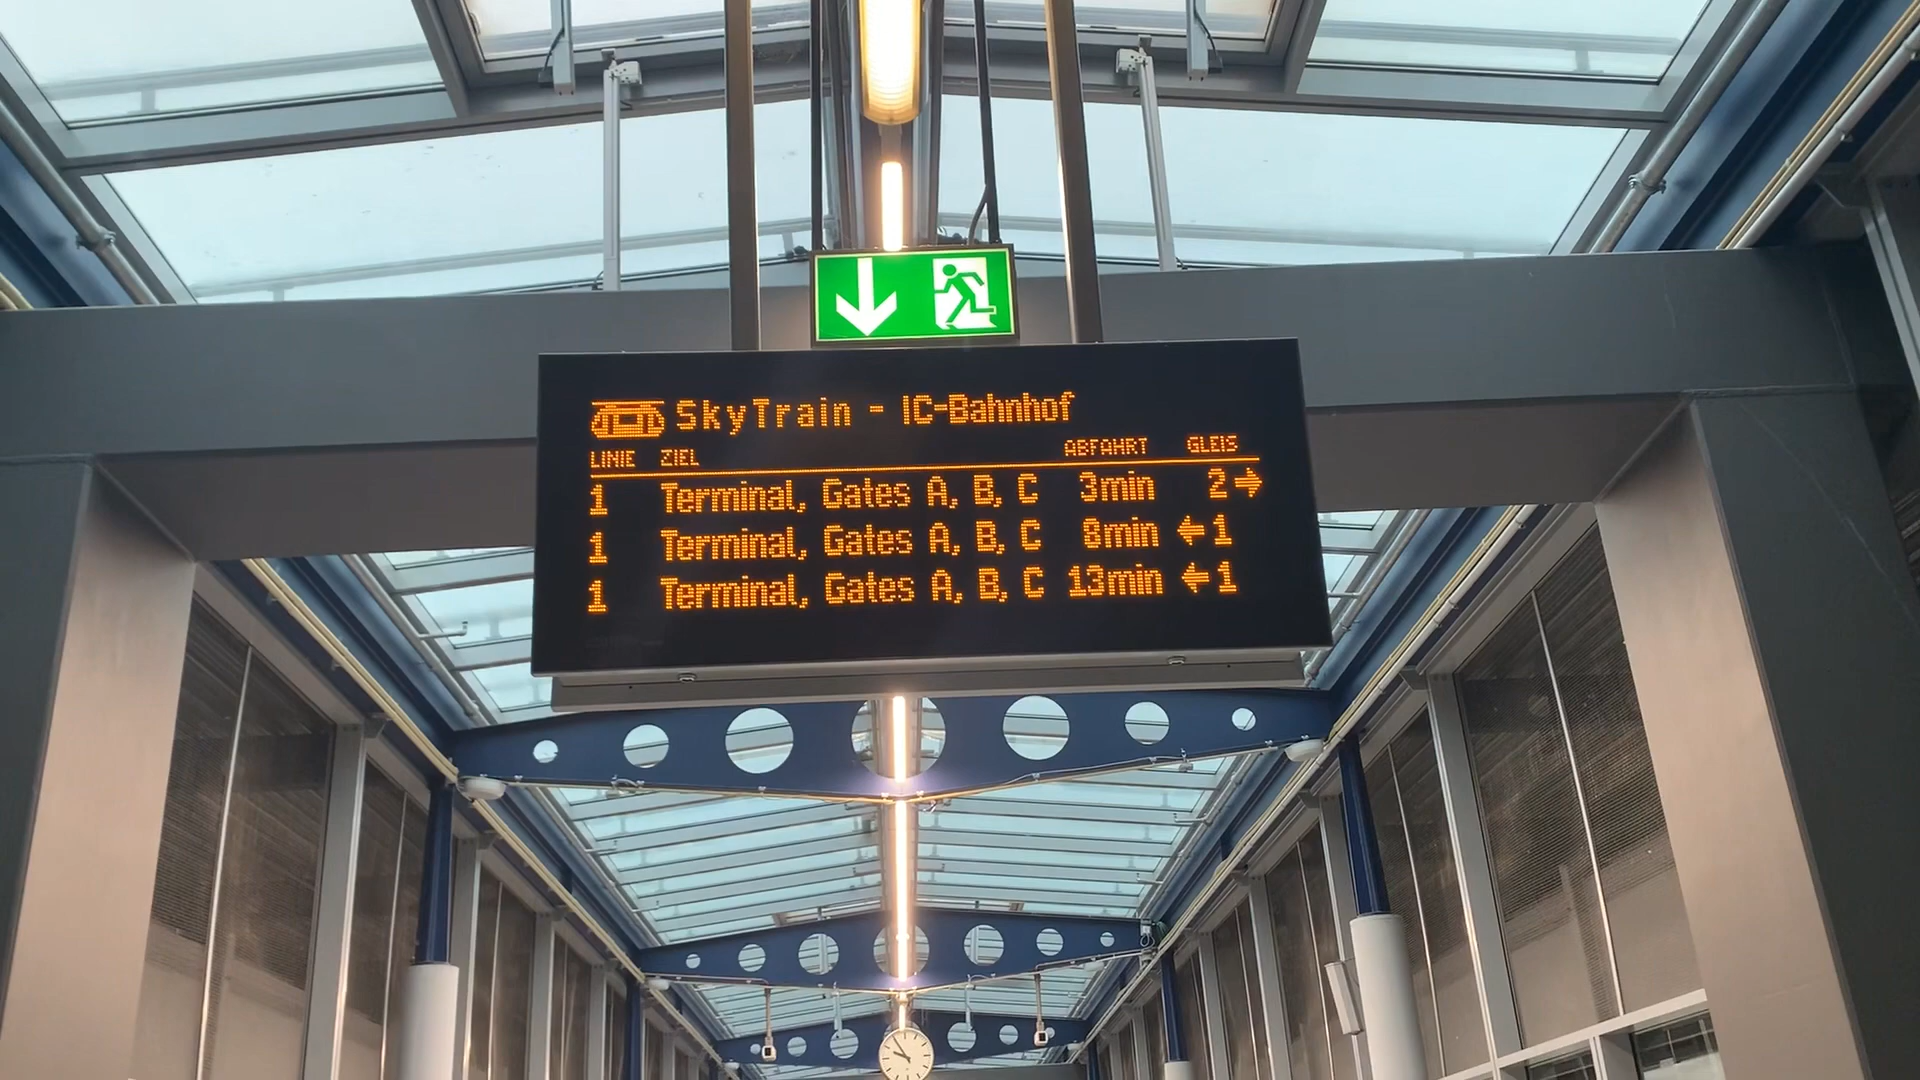 SkyTrain - IC-Bahnhof
LINIE ZIEL ABFAHRT GLEIS
1 Terminal, Gates A, B, C 3min 2→
1 Terminal, Gates A, B, C 8min ←1
1 Terminal, Gates A, B, C 13min ←1